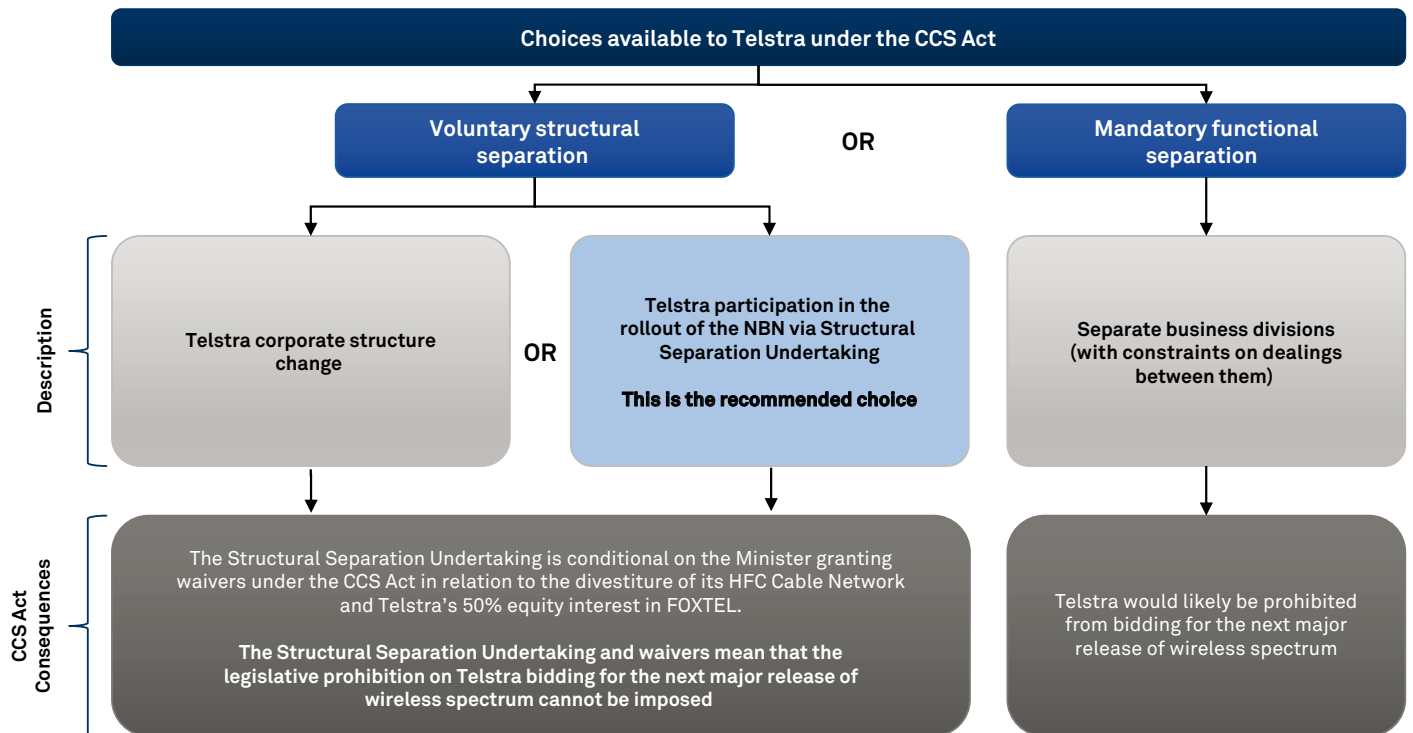 Choices available to Telstra under the CCS Act
Voluntary structural
separation
OR
Mandatory functional
separation
Description
Telstra corporate structure
change
OR
Telstra participation in the
rollout of the NBN via Structural
Separation Undertaking
This is the recommended choice
Separate business divisions
(with constraints on dealings
between them)
CCS Act
Consequences
The Structural Separation Undertaking is conditional on the Minister granting
waivers under the CCS Act in relation to the divestiture of its HFC Cable Network
and Telstra's 50% equity interest in FOXTEL.
The Structural Separation Undertaking and waivers mean that the
legislative prohibition on Telstra bidding for the next major release of
wireless spectrum cannot be imposed
Telstra would likely be prohibited
from bidding for the next major
release of wireless spectrum